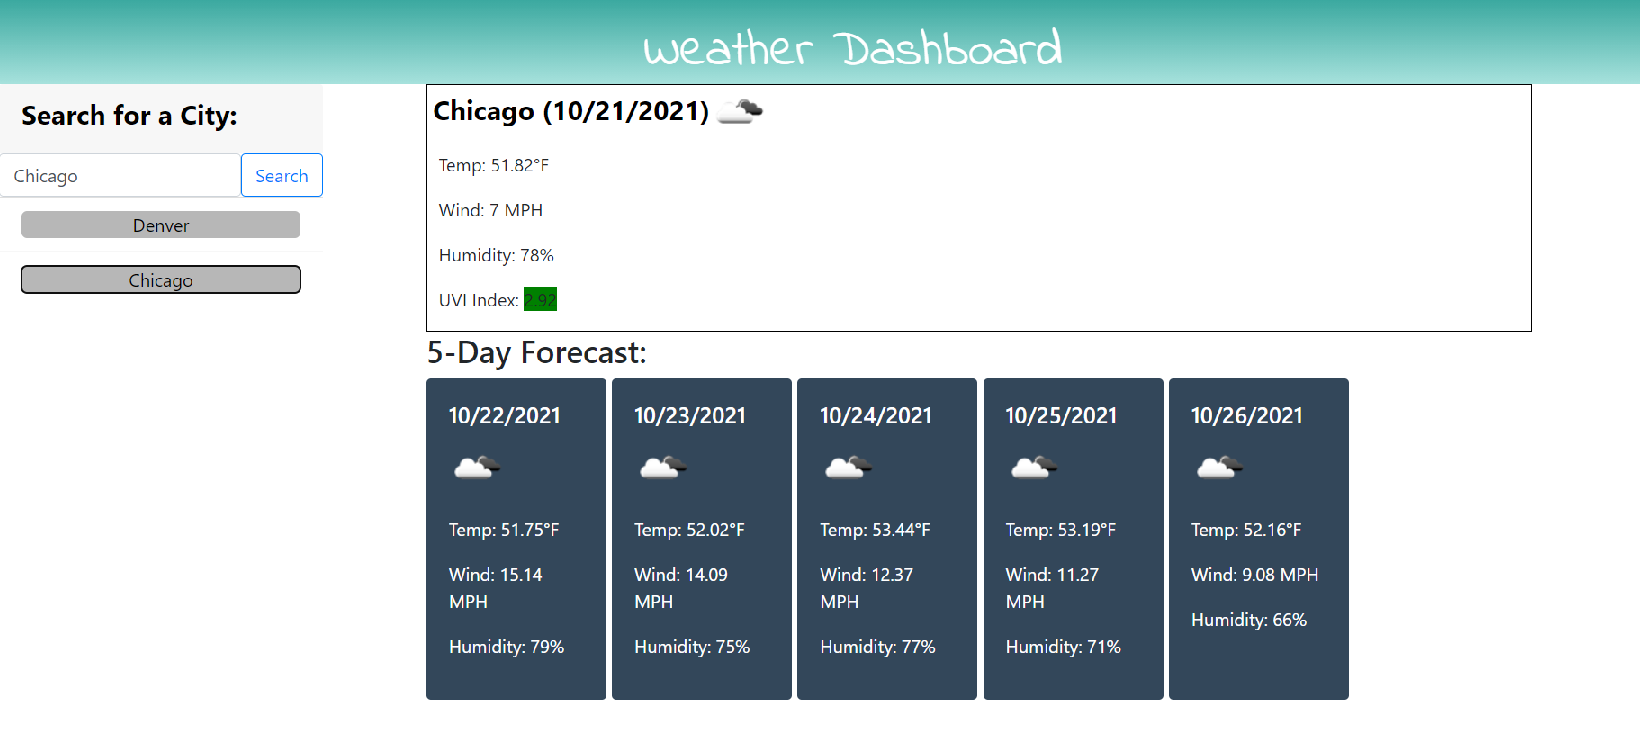 Weather Dashboard
Search for a City:
Chicago
Search
Denver
Chicago
Chicago (10/21/2021)
Temp: 51.82°F
Wind: 7 MPH
Humidity: 78%
UVI Index: 2.92
5-Day Forecast:
10/22/2021
Temp: 51.75°F
Wind: 15.14
MPH
Humidity: 79%
10/23/2021
Temp: 52.02°F
Wind: 14.09
MPH
Humidity: 75%
10/24/2021
Temp: 53.44°F
Wind: 12.37
MPH
Humidity: 77%
10/25/2021
Temp: 53.19°F
Wind: 11.27
MPH
Humidity: 71%
10/26/2021
Temp: 52.16°F
Wind: 9.08 MPH
Humidity: 66%